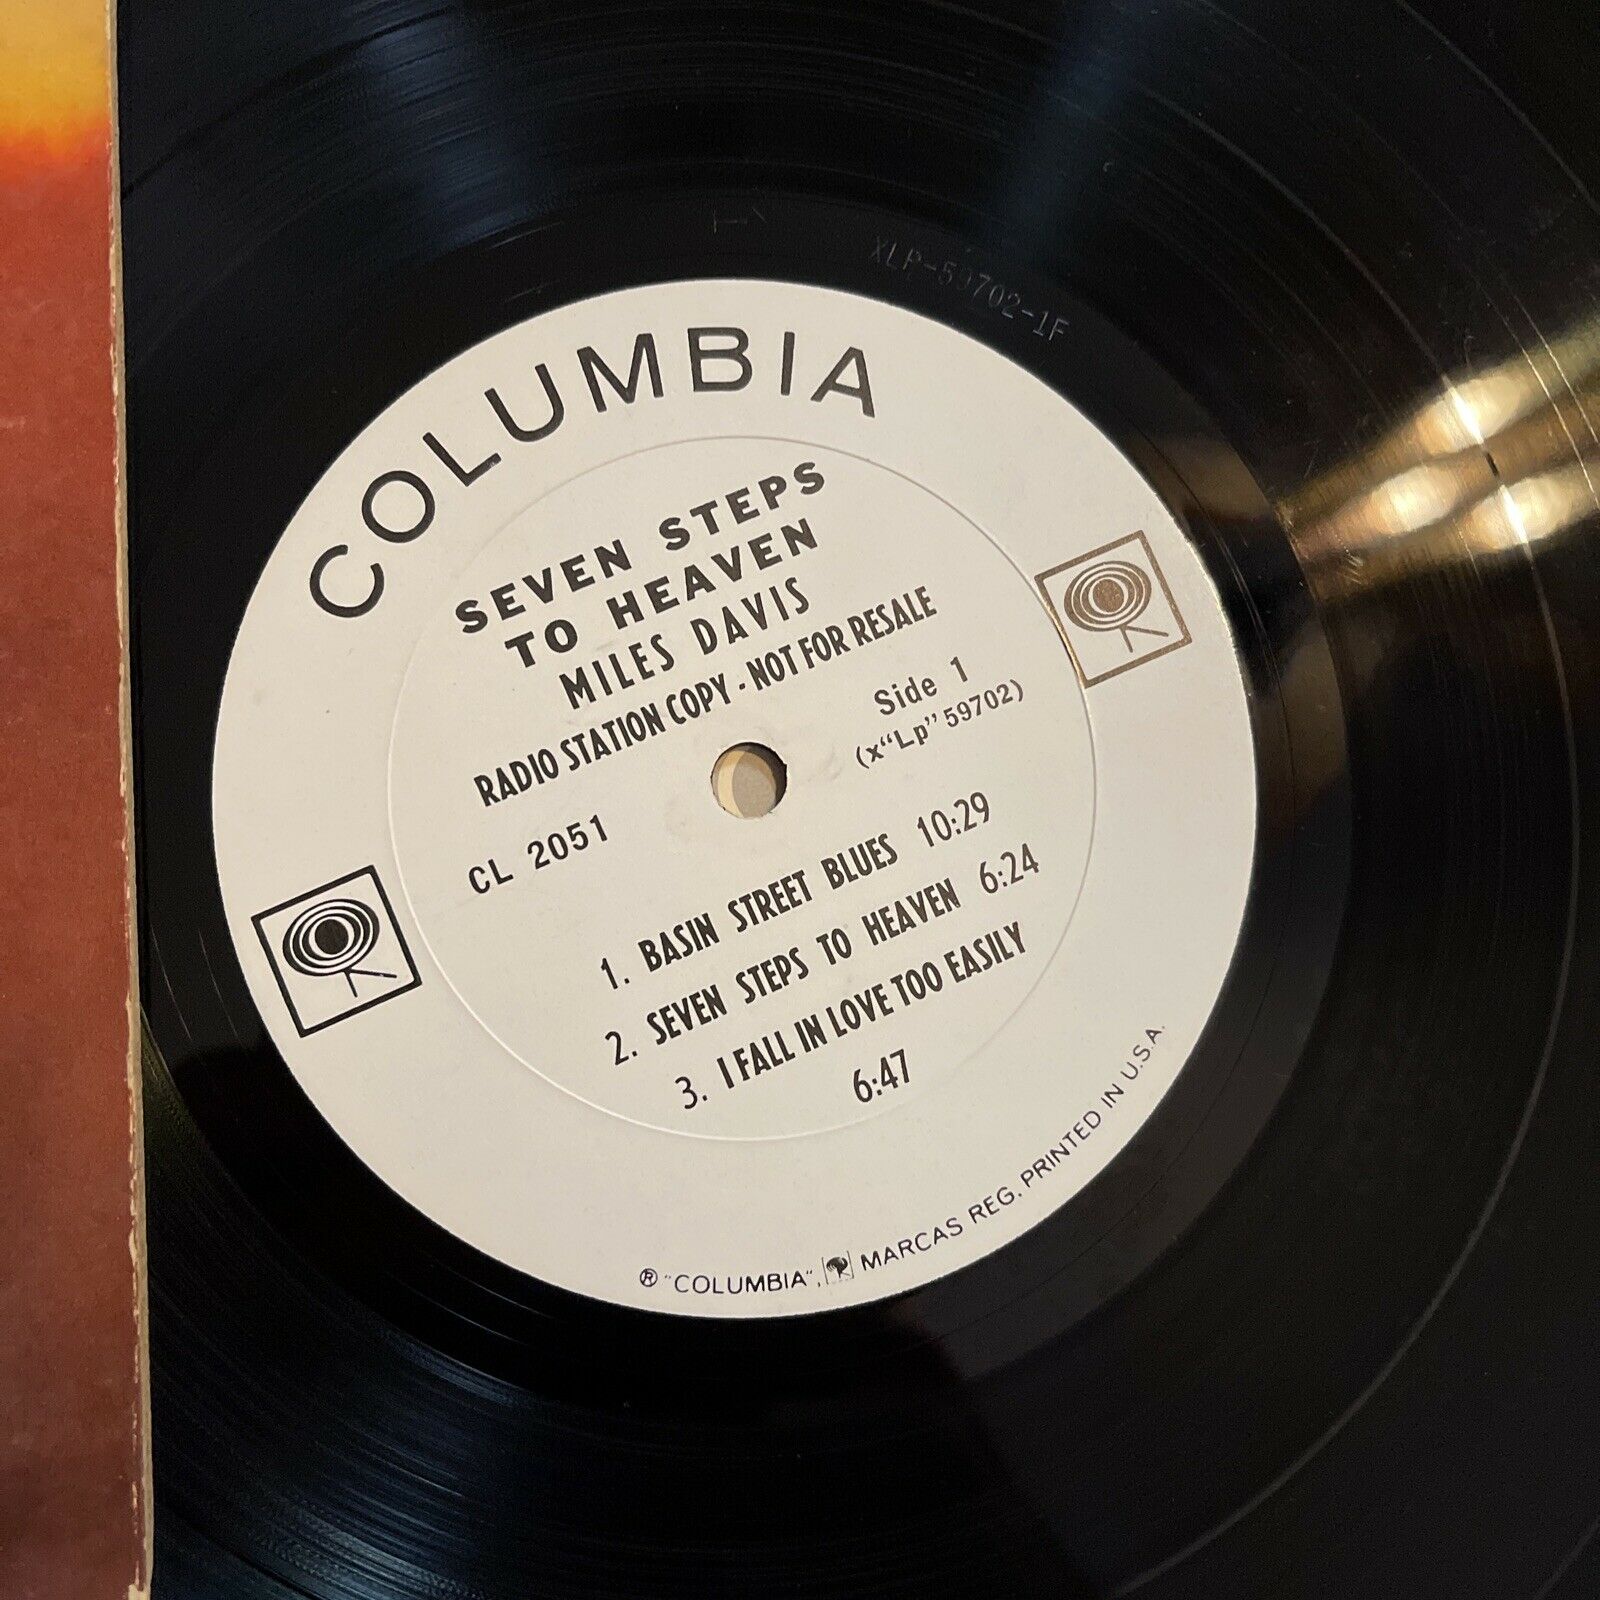 XLP-59702-1F
COLUMBIA
SEVEN STEPS
TO HEAVEN
MILES DAVIS
RADIO STATION COPY - NOT FOR RESALE
Side 1
(x"Lp" 59702)
CL 2051
1. BASIN STREET BLUES 10:29
2. SEVEN STEPS TO HEAVEN 6:24
3. I FALL IN LOVE TOO EASILY
6:47
® "COLUMBIA", MARCAS REG. PRINTED IN U.S.A.